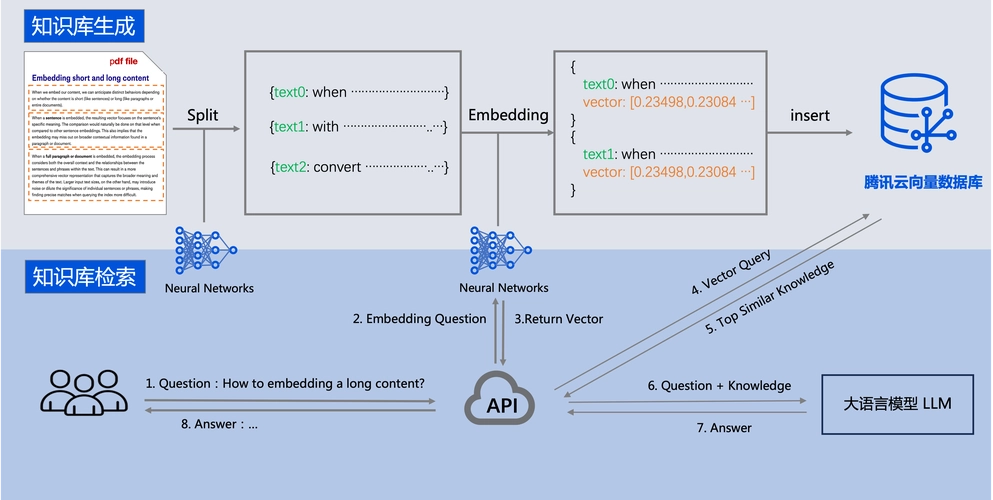 知识库生成
pdf file
Embedding short and long content
When we embed our content, we can anticipate distinct behaviors depending
on whether the content is short (like sentences) or long (like paragraphs or
entire documents).
When a sentence is embedded, the resulting vector focuses on the sentence's
specific meaning. The comparison would naturally be done on that level when
compared to other sentence embeddings. This also implies that the
embedding may miss out on broader contextual information found in a
paragraph or document.
When a full paragraph or document is embedded, the embedding process
considers both the overall context and the relationships between the
sentences and phrases within the text. This can result in a more
comprehensive vector representation that captures the broader meaning and
themes of the text. Larger input text sizes, on the other hand, may introduce
noise or dilute the significance of individual sentences or phrases, making
finding precise matches when querying the index more difficult.
Split
{text0: when ························}
{text1: with ·····················..···}
{text2: convert ················..···}
Embedding
{
text0: when ························
vector: [0.23498,0.23084 ···]
}
{
text1: when ························
vector: [0.23498,0.23084 ···]
}
insert
腾讯云向量数据库
Neural Networks
Neural Networks
知识库检索
2. Embedding Question
3.Return Vector
4. Vector Query
5. Top Similar Knowledge
1. Question：How to embedding a long content?
8. Answer：...
API
6. Question + Knowledge
7. Answer
大语言模型 LLM